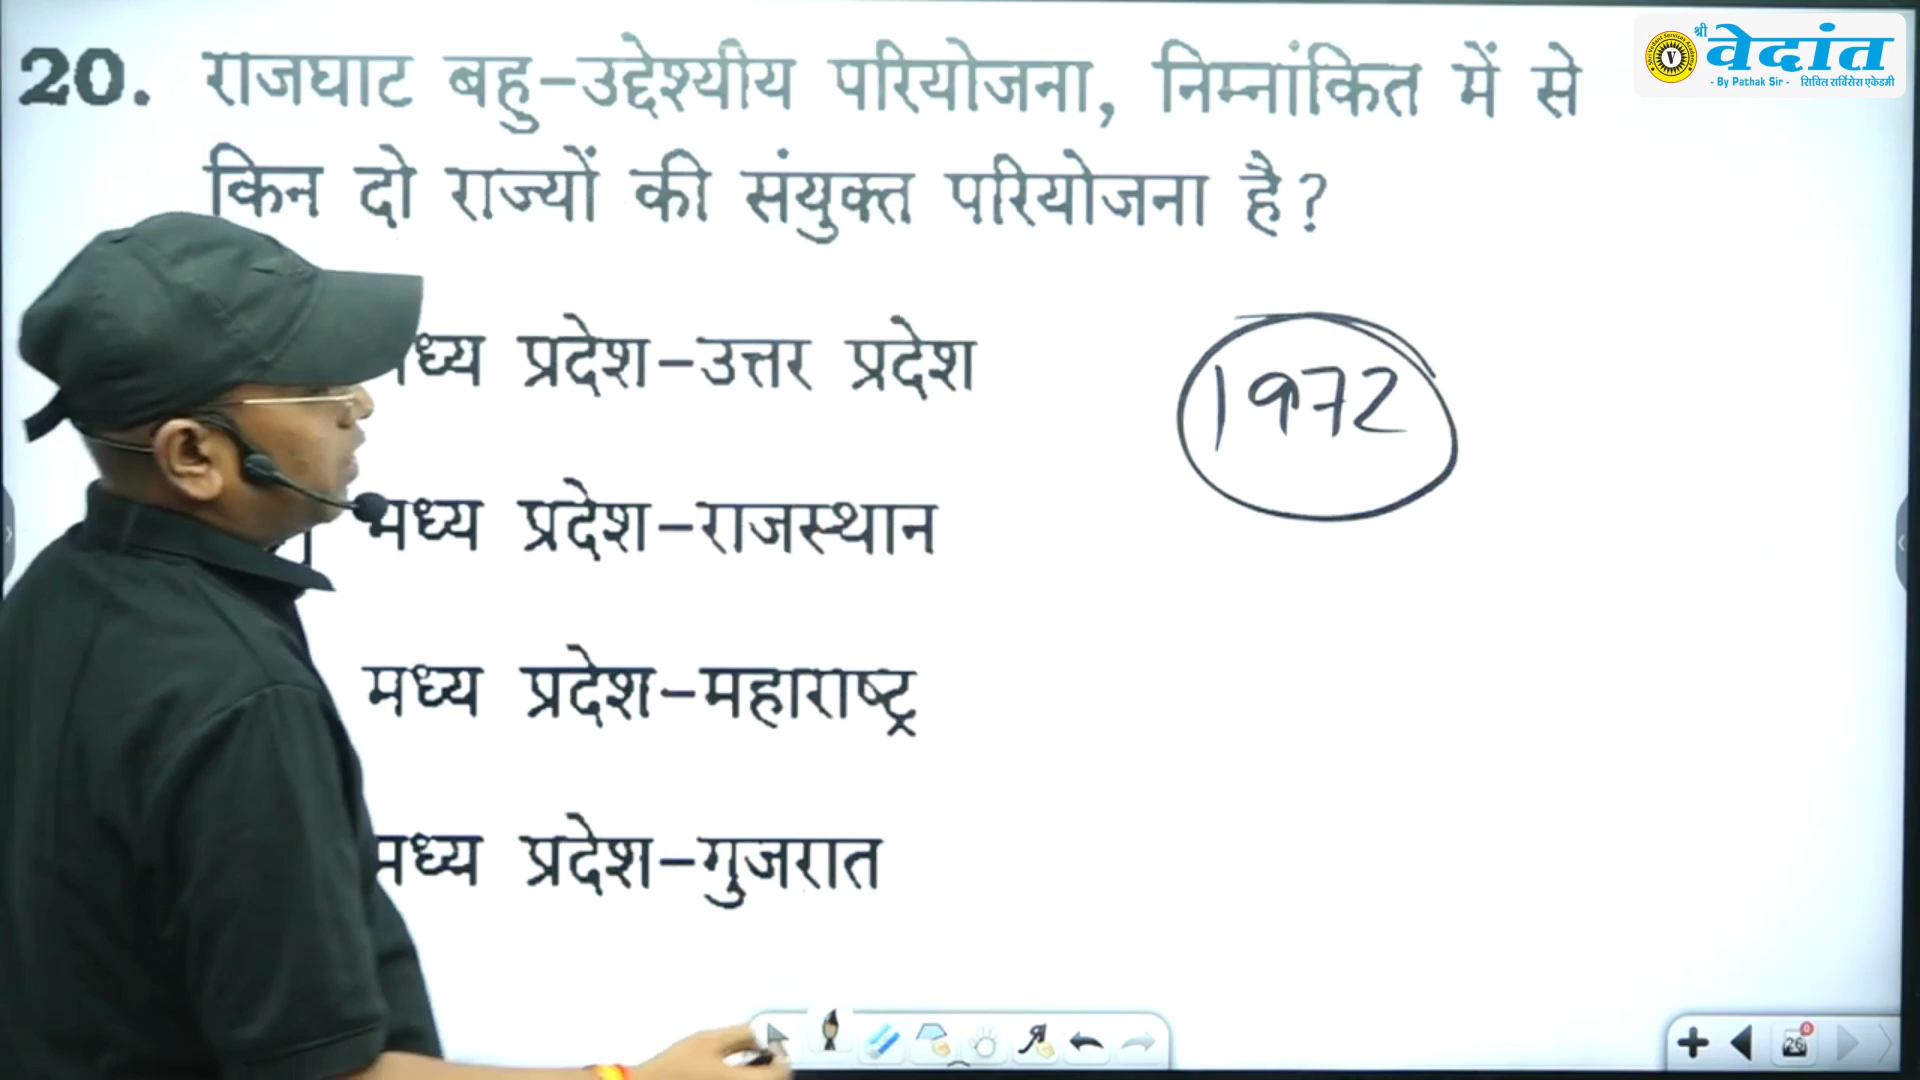 श्री वेदांत
- By Pathak Sir - सिविल सर्विसेस एकेडमी
20. राजघाट बहु-उद्देश्यीय परियोजना, निम्नांकित में से
किन दो राज्यों की संयुक्त परियोजना है?
प्रदेश-उत्तर प्रदेश
1972
मध्य प्रदेश-राजस्थान
मध्य प्रदेश-महाराष्ट्र
मध्य प्रदेश-गुजरात
26